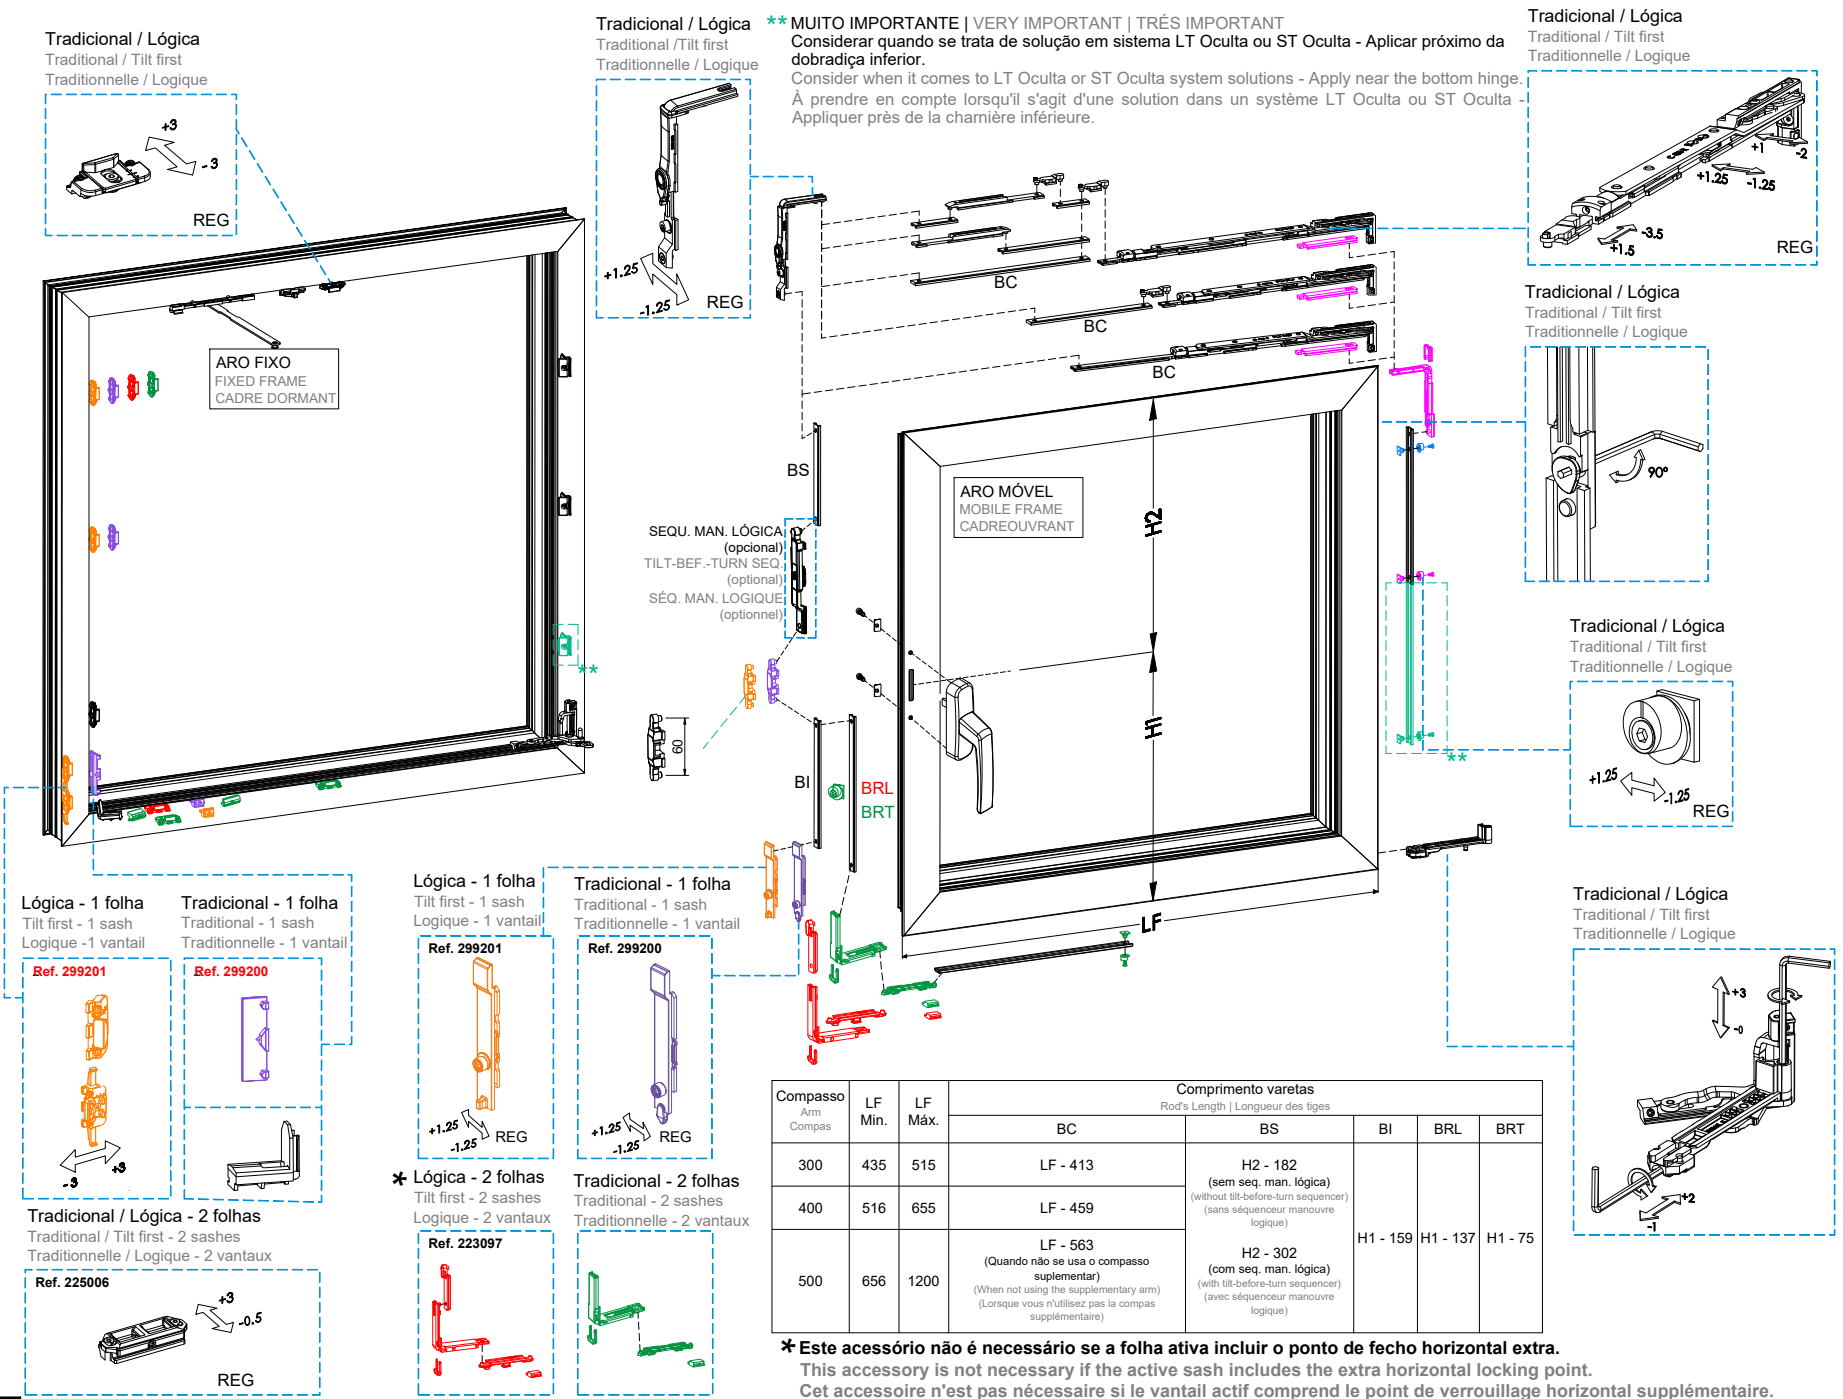 Tradicional / Lógica
Traditional / Tilt first
Traditionnelle / Logique
+3
- 3
REG
Tradicional / Lógica
Traditional /Tilt first
Traditionnelle / Logique
+1.25
-1.25
REG
** MUITO IMPORTANTE | VERY IMPORTANT | TRÉS IMPORTANT
Considerar quando se trata de solução em sistema LT Oculta ou ST Oculta - Aplicar próximo da
dobradiça inferior.
Consider when it comes to LT Oculta or ST Oculta system solutions - Apply near the bottom hinge.
À prendre en compte lorsqu'il s'agit d'une solution dans un système LT Oculta ou ST Oculta -
Appliquer près de la charnière inférieure.
Tradicional / Lógica
Traditional / Tilt first
Traditionnelle / Logique
+1
-2
+1.25
-1.25
-3.5
+1.5
REG
BC
BC
BC
Tradicional / Lógica
Traditional / Tilt first
Traditionnelle / Logique
90°
ARO FIXO
FIXED FRAME
CADRE DORMANT
**
BS
SEQU. MAN. LÓGICA
(opcional)
TILT-BEF.-TURN SEQ.
(optional)
SÉQ. MAN. LOGIQUE
(optionnel)
60
BI
BRL
BRT
ARO MÓVEL
MOBILE FRAME
CADREOUVRANT
H2
H1
LF
**
Tradicional / Lógica
Traditional / Tilt first
Traditionnelle / Logique
+1.25
-1.25
REG
Tradicional / Lógica
Traditional / Tilt first
Traditionnelle / Logique
+3
-0
+2
-1
Lógica - 1 folha
Tilt first - 1 sash
Logique -1 vantail
Ref. 299201
+3
- 3
Tradicional - 1 folha
Traditional - 1 sash
Traditionnelle - 1 vantail
Ref. 299200
Lógica - 1 folha
Tilt first - 1 sash
Logique - 1 vantail
Ref. 299201
+1.25
-1.25
REG
Tradicional - 1 folha
Traditional - 1 sash
Traditionnelle - 1 vantail
Ref. 299200
+1.25
-1.25
REG
Tradicional / Lógica - 2 folhas
Traditional / Tilt first - 2 sashes
Traditionnelle / Logique - 2 vantaux
Ref. 225006
+3
-0.5
REG
* Lógica - 2 folhas
Tilt first - 2 sashes
Logique - 2 vantaux
Ref. 223097
Tradicional - 2 folhas
Traditional - 2 sashes
Traditionnelle - 2 vantaux
Compasso
Arm
Compas
LF
Min.
LF
Máx.
Comprimento varetas
Rod's Length | Longueur des tiges
BC BS BI BRL BRT
300 435 515 LF - 413
400 516 655 LF - 459
500 656 1200 LF - 563
(Quando não se usa o compasso
suplementar)
(When not using the supplementary arm)
(Lorsque vous n'utilizez pas la compas
supplémentaire)
H2 - 182
(sem seq. man. lógica)
(without tilt-before-turn sequencer)
(sans séquenceur manouvre
logique)
H2 - 302
(com seq. man. lógica)
(with tilt-before-turn sequencer)
(avec séquenceur manouvre
logique)
H1 - 159 H1 - 137 H1 - 75
* Este acessório não é necessário se a folha ativa incluir o ponto de fecho horizontal extra.
This accessory is not necessary if the active sash includes the extra horizontal locking point.
Cet accessoire n'est pas nécessaire si le vantail actif comprend le point de verrouillage horizontal supplémentaire.